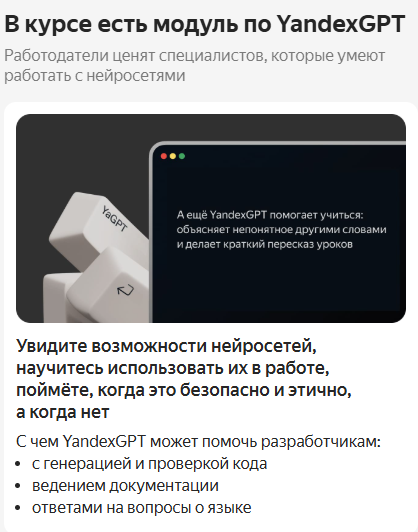 В курсе есть модуль по YandexGPT
Работодатели ценят специалистов, которые умеют
работать с нейросетями
YaGPT
А ещё YandexGPT помогает учиться:
объясняет непонятное другими словами
и делает краткий пересказ уроков
Увидите возможности нейросетей,
научитесь использовать их в работе,
поймёте, когда это безопасно и этично,
а когда нет
С чем YandexGPT может помочь разработчикам:
• с генерацией и проверкой кода
• ведением документации
• ответами на вопросы о языке